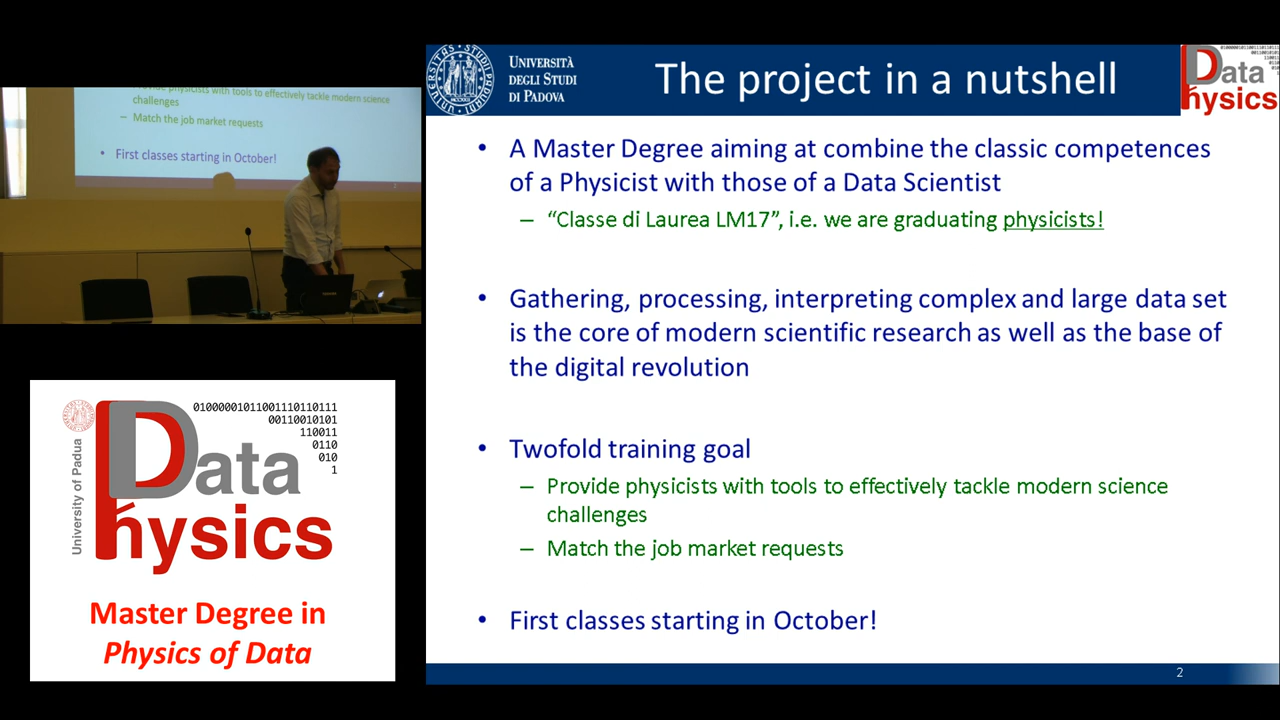 Provide physicists with tools to effectively tackle modern science
challenges
– Match the job market requests
• First classes starting in October!
University of Padua
Data
Physics
01000001011001110110111
00110010101
110011
0110
010
1
Master Degree in
Physics of Data
UNIVERSITÀ
DEGLI STUDI
DI PADOVA
The project in a nutshell
Data
Physics
• A Master Degree aiming at combine the classic competences
of a Physicist with those of a Data Scientist
– “Classe di Laurea LM17”, i.e. we are graduating physicists!
• Gathering, processing, interpreting complex and large data set
is the core of modern scientific research as well as the base of
the digital revolution
• Twofold training goal
– Provide physicists with tools to effectively tackle modern science
challenges
– Match the job market requests
• First classes starting in October!
2